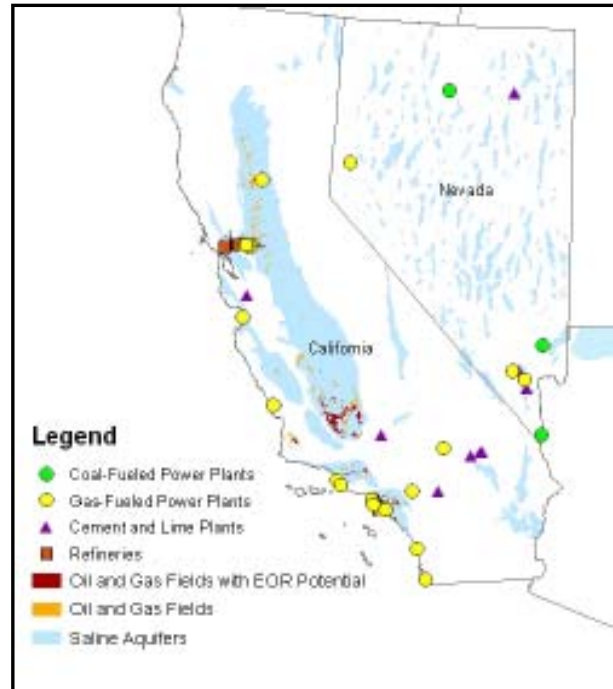 Nevada
California
Legend
Coal-Fueled Power Plants
Gas-Fueled Power Plants
Cement and Lime Plants
Refineries
Oil and Gas Fields with EOR Potential
Oil and Gas Fields
Saline Aquifers